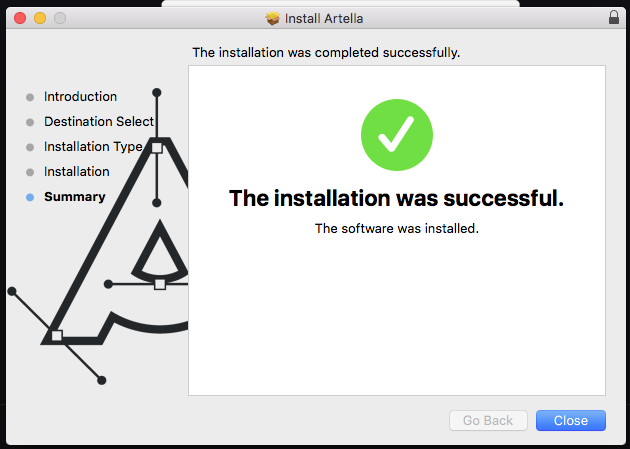 Install Artella
The installation was completed successfully.
Introduction
Destination Select
Installation Type
Installation
Summary
The installation was successful.
The software was installed.
Go Back
Close